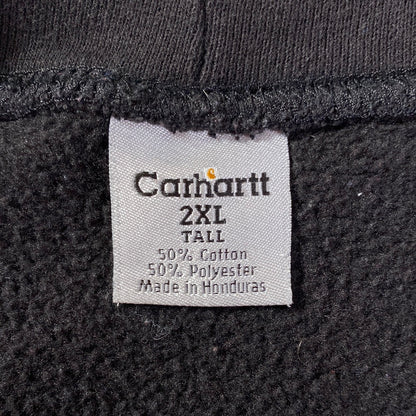 Carhartt
2XL
TALL
50% Cotton
50% Polyester
Made in Honduras